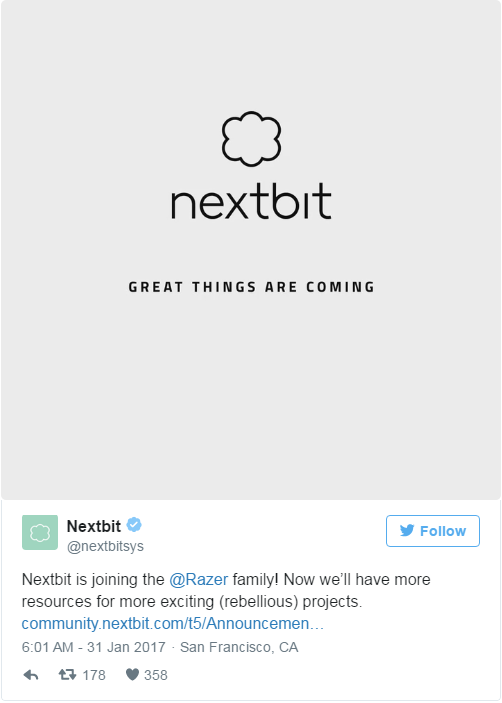 nextbit
GREAT THINGS ARE COMING
Nextbit
Follow
@nextbitsys
Nextbit is joining the @Razer family! Now we’ll have more
resources for more exciting (rebellious) projects.
community.nextbit.com/t5/Announcemen…
6:01 AM - 31 Jan 2017 · San Francisco, CA
178 358